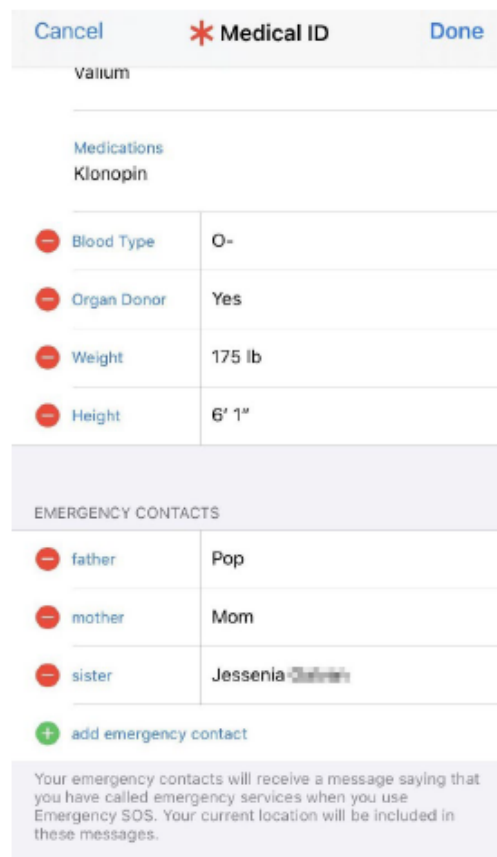 Cancel * Medical ID Done
Valium
Medications
Klonopin
Blood Type O-
Organ Donor Yes
Weight 175 lb
Height 6' 1"
EMERGENCY CONTACTS
father Pop
mother Mom
sister Jessenia
add emergency contact
Your emergency contacts will receive a message saying that
you have called emergency services when you use
Emergency SOS. Your current location will be included in
these messages.